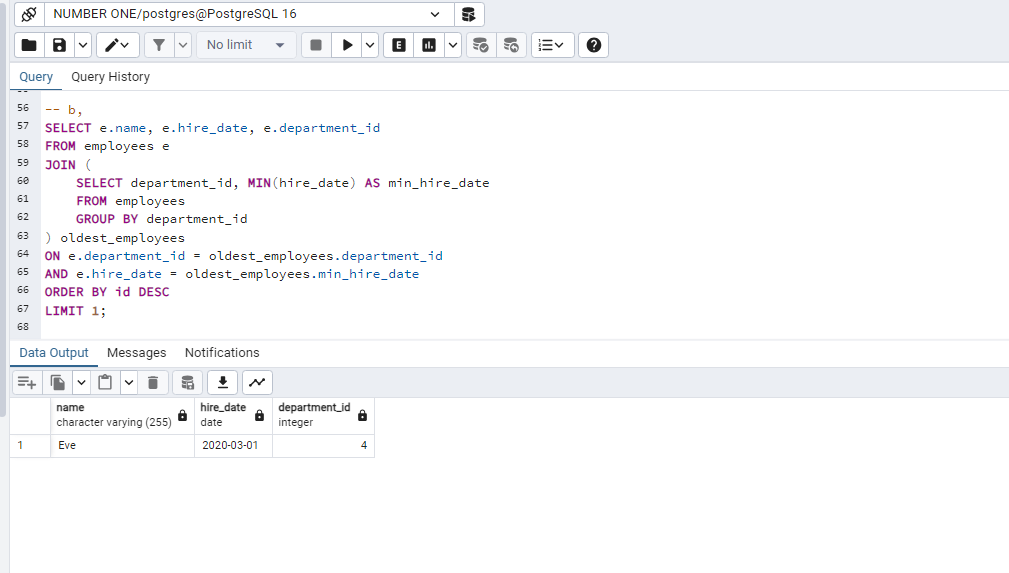 NUMBER ONE/postgres@PostgreSQL 16
No limit
Query Query History
56 -- b,
57 SELECT e.name, e.hire_date, e.department_id
58 FROM employees e
59 JOIN (
60 SELECT department_id, MIN(hire_date) AS min_hire_date
61 FROM employees
62 GROUP BY department_id
63 ) oldest_employees
64 ON e.department_id = oldest_employees.department_id
65 AND e.hire_date = oldest_employees.min_hire_date
66 ORDER BY id DESC
67 LIMIT 1;
68
Data Output Messages Notifications
name hire_date department_id
character varying (255) date integer
1 Eve 2020-03-01 4